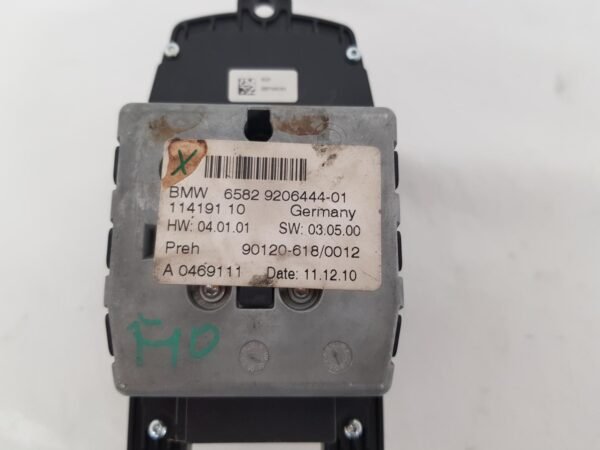 X
BMW 6582 9206444-01
114191 10 Germany
HW: 04.01.01 SW: 03.05.00
Preh 90120-618/0012
A 0469111 Date: 11.12.10
F10